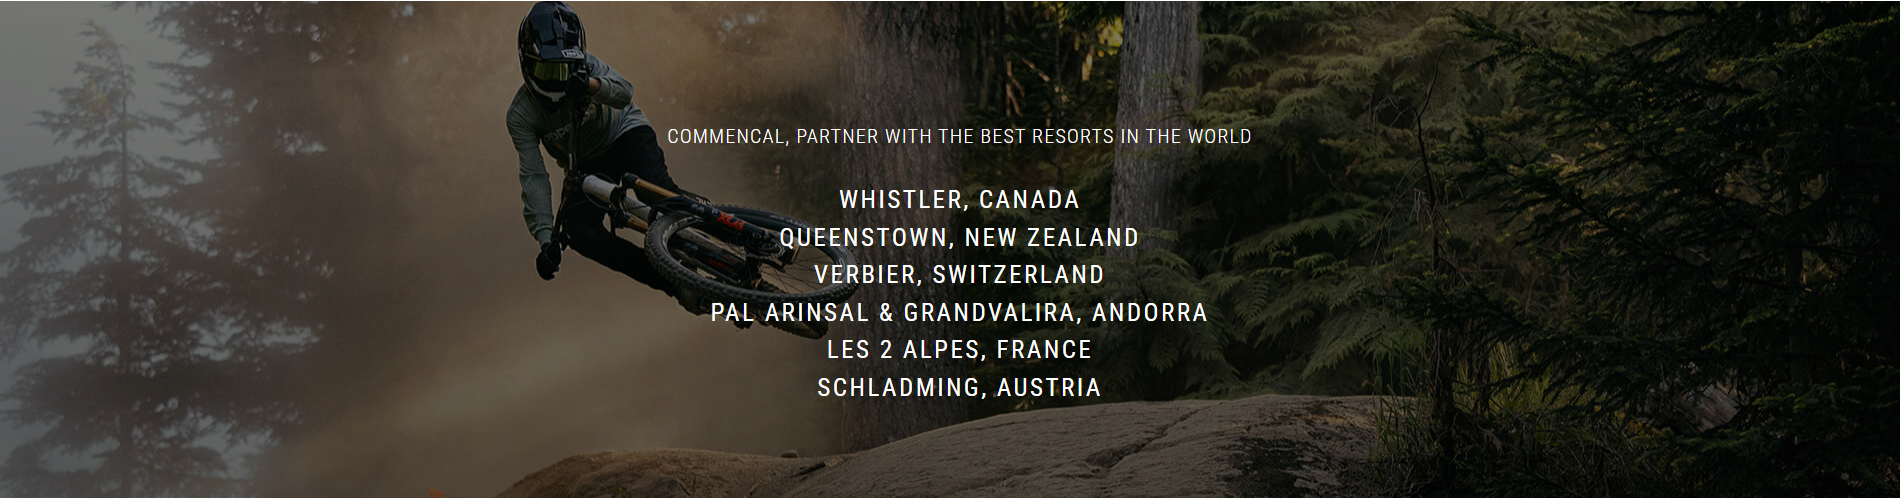 COMMENCAL, PARTNER WITH THE BEST RESORTS IN THE WORLD
WHISTLER, CANADA
QUEENSTOWN, NEW ZEALAND
VERBIER, SWITZERLAND
PAL ARINSAL & GRANDVALIRA, ANDORRA
LES 2 ALPES, FRANCE
SCHLADMING, AUSTRIA